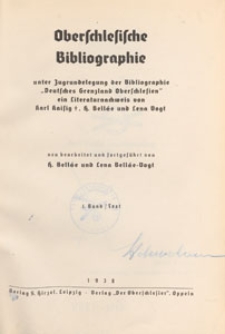 Oberschlesische
Bibliographie
unter Zugrundelegung der Bibliographie
„Deutsches Grenzland Oberschlesien“
ein Literaturnachweis von
Karl Kaisig †, H. Bellée und Lena Vogt
neu bearbeitet und fortgeführt von
H. Bellée und Lena Bellée-Vogt
I. Band / Text
1938
Verlag S. Hirzel, Leipzig - Verlag „Der Oberschlesier“, Oppeln